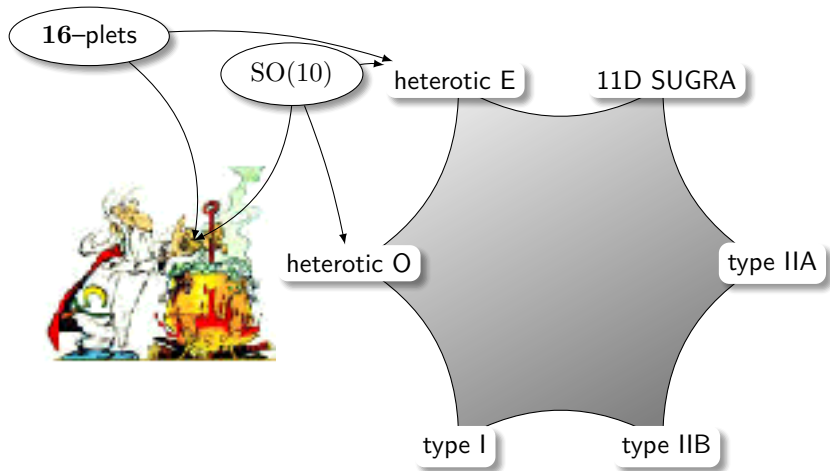 16–plets
SO(10)
heterotic E
11D SUGRA
heterotic O
type IIA
type I
type IIB